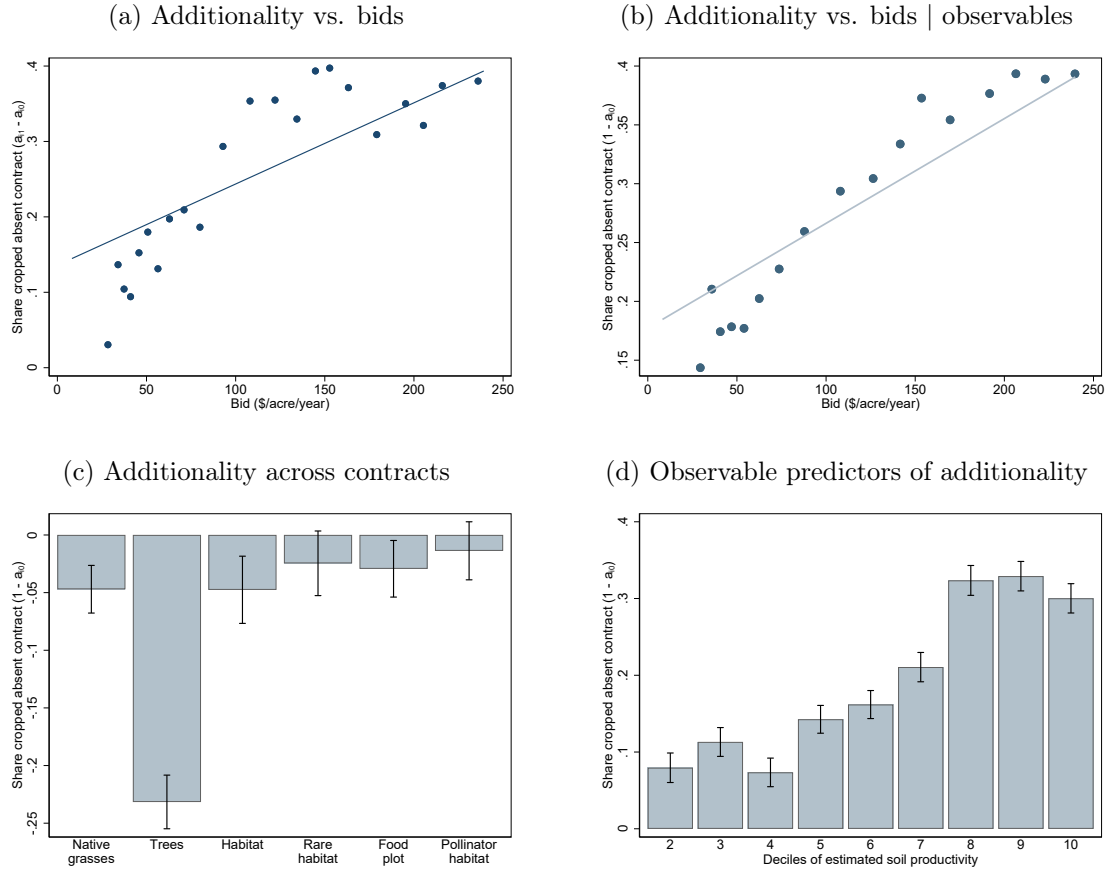 (a) Additionality vs. bids
Share cropped absent contract (a_i1 - a_i0)
.4
.3
.2
.1
0
0 50 100 150 200 250
Bid ($/acre/year)
(b) Additionality vs. bids | observables
Share cropped absent contract (1 - a_i0)
.4
.35
.3
.25
.2
.15
0 50 100 150 200 250
Bid ($/acre/year)
(c) Additionality across contracts
Share cropped absent contract (1 - a_i0)
0
-.05
-.1
-.15
-.2
-.25
Native Trees Habitat Rare Food Pollinator
grasses habitat plot habitat
(d) Observable predictors of additionality
Share cropped absent contract (1 - a_i0)
.4
.3
.2
.1
0
2 3 4 5 6 7 8 9 10
Deciles of estimated soil productivity